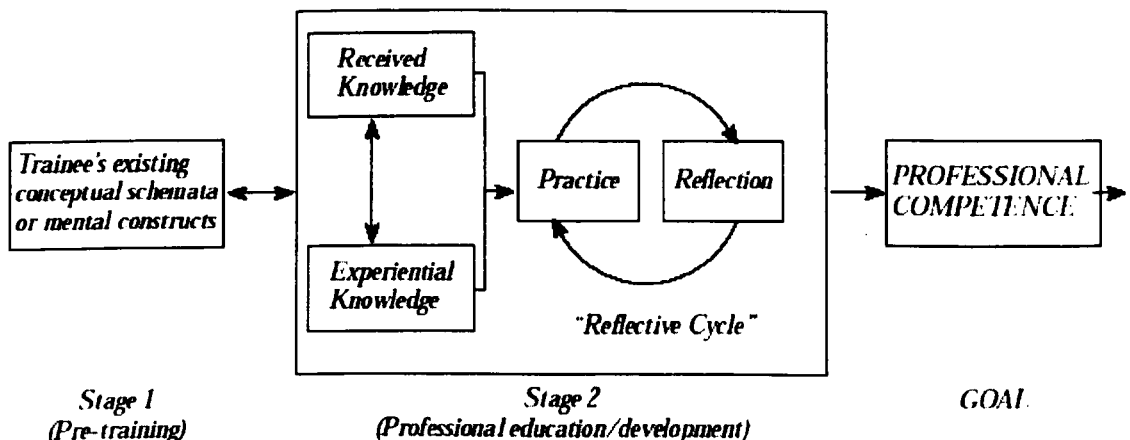 Received
Knowledge
Trainee's existing
conceptual schemata
or mental constructs
Experiential
Knowledge
Practice
Reflection
"Reflective Cycle"
PROFESSIONAL
COMPETENCE
Stage 1
(Pre-training)
Stage 2
(Professional education/development)
GOAL